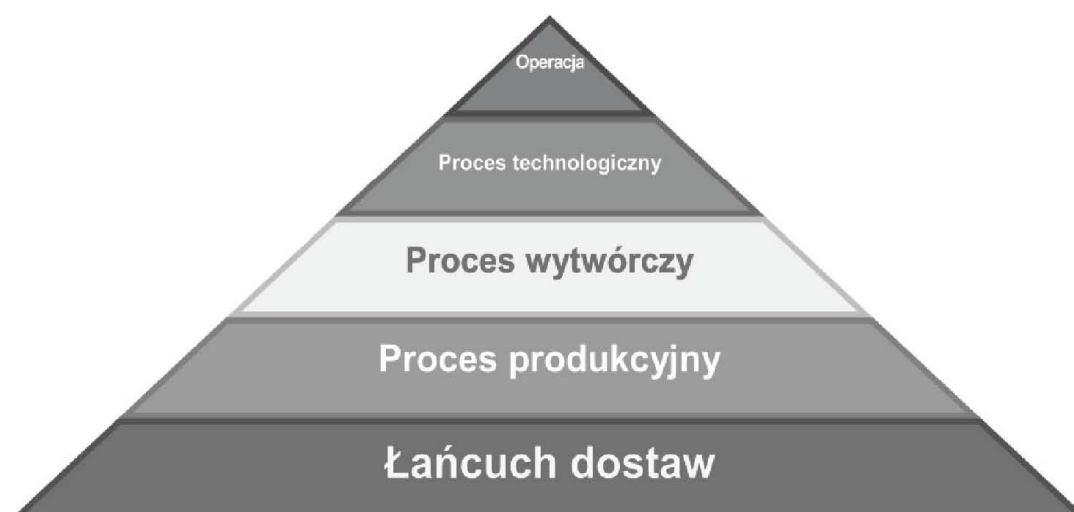 Operacja
Proces technologiczny
Proces wytwórczy
Proces produkcyjny
Łańcuch dostaw